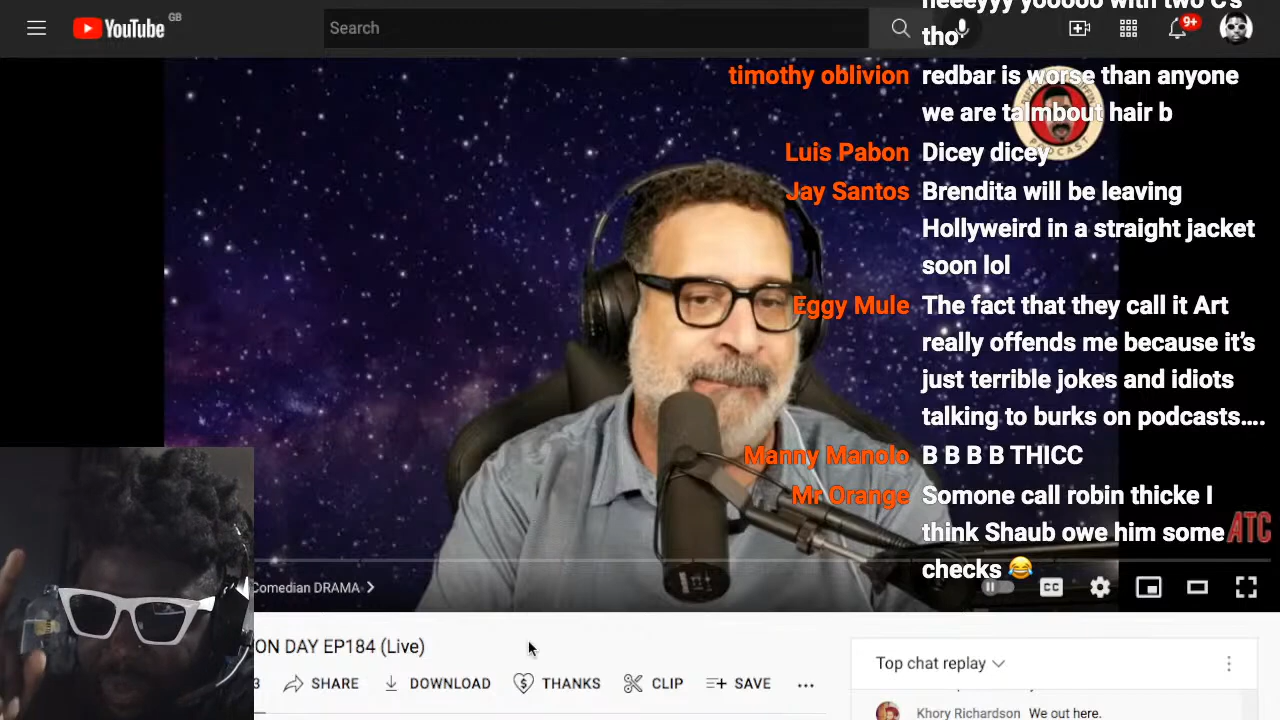 YouTube GB
Search
9+
heeeyyy yooooo with two C's
tho
timothy oblivion redbar is worse than anyone
we are talmbout hair b
PODCAST
Luis Pabon Dicey dicey
Jay Santos Brendita will be leaving
Hollyweird in a straight jacket
soon lol
Eggy Mule The fact that they call it Art
really offends me because it's
just terrible jokes and idiots
talking to burks on podcasts....
Manny Manolo B B B B THICC
Mr Orange Somone call robin thicke I
think Shaub owe him some
checks 😂
ATC
Comedian DRAMA
CC
ON DAY EP184 (Live)
3 SHARE DOWNLOAD THANKS CLIP SAVE
Top chat replay
Khory Richardson We out here.